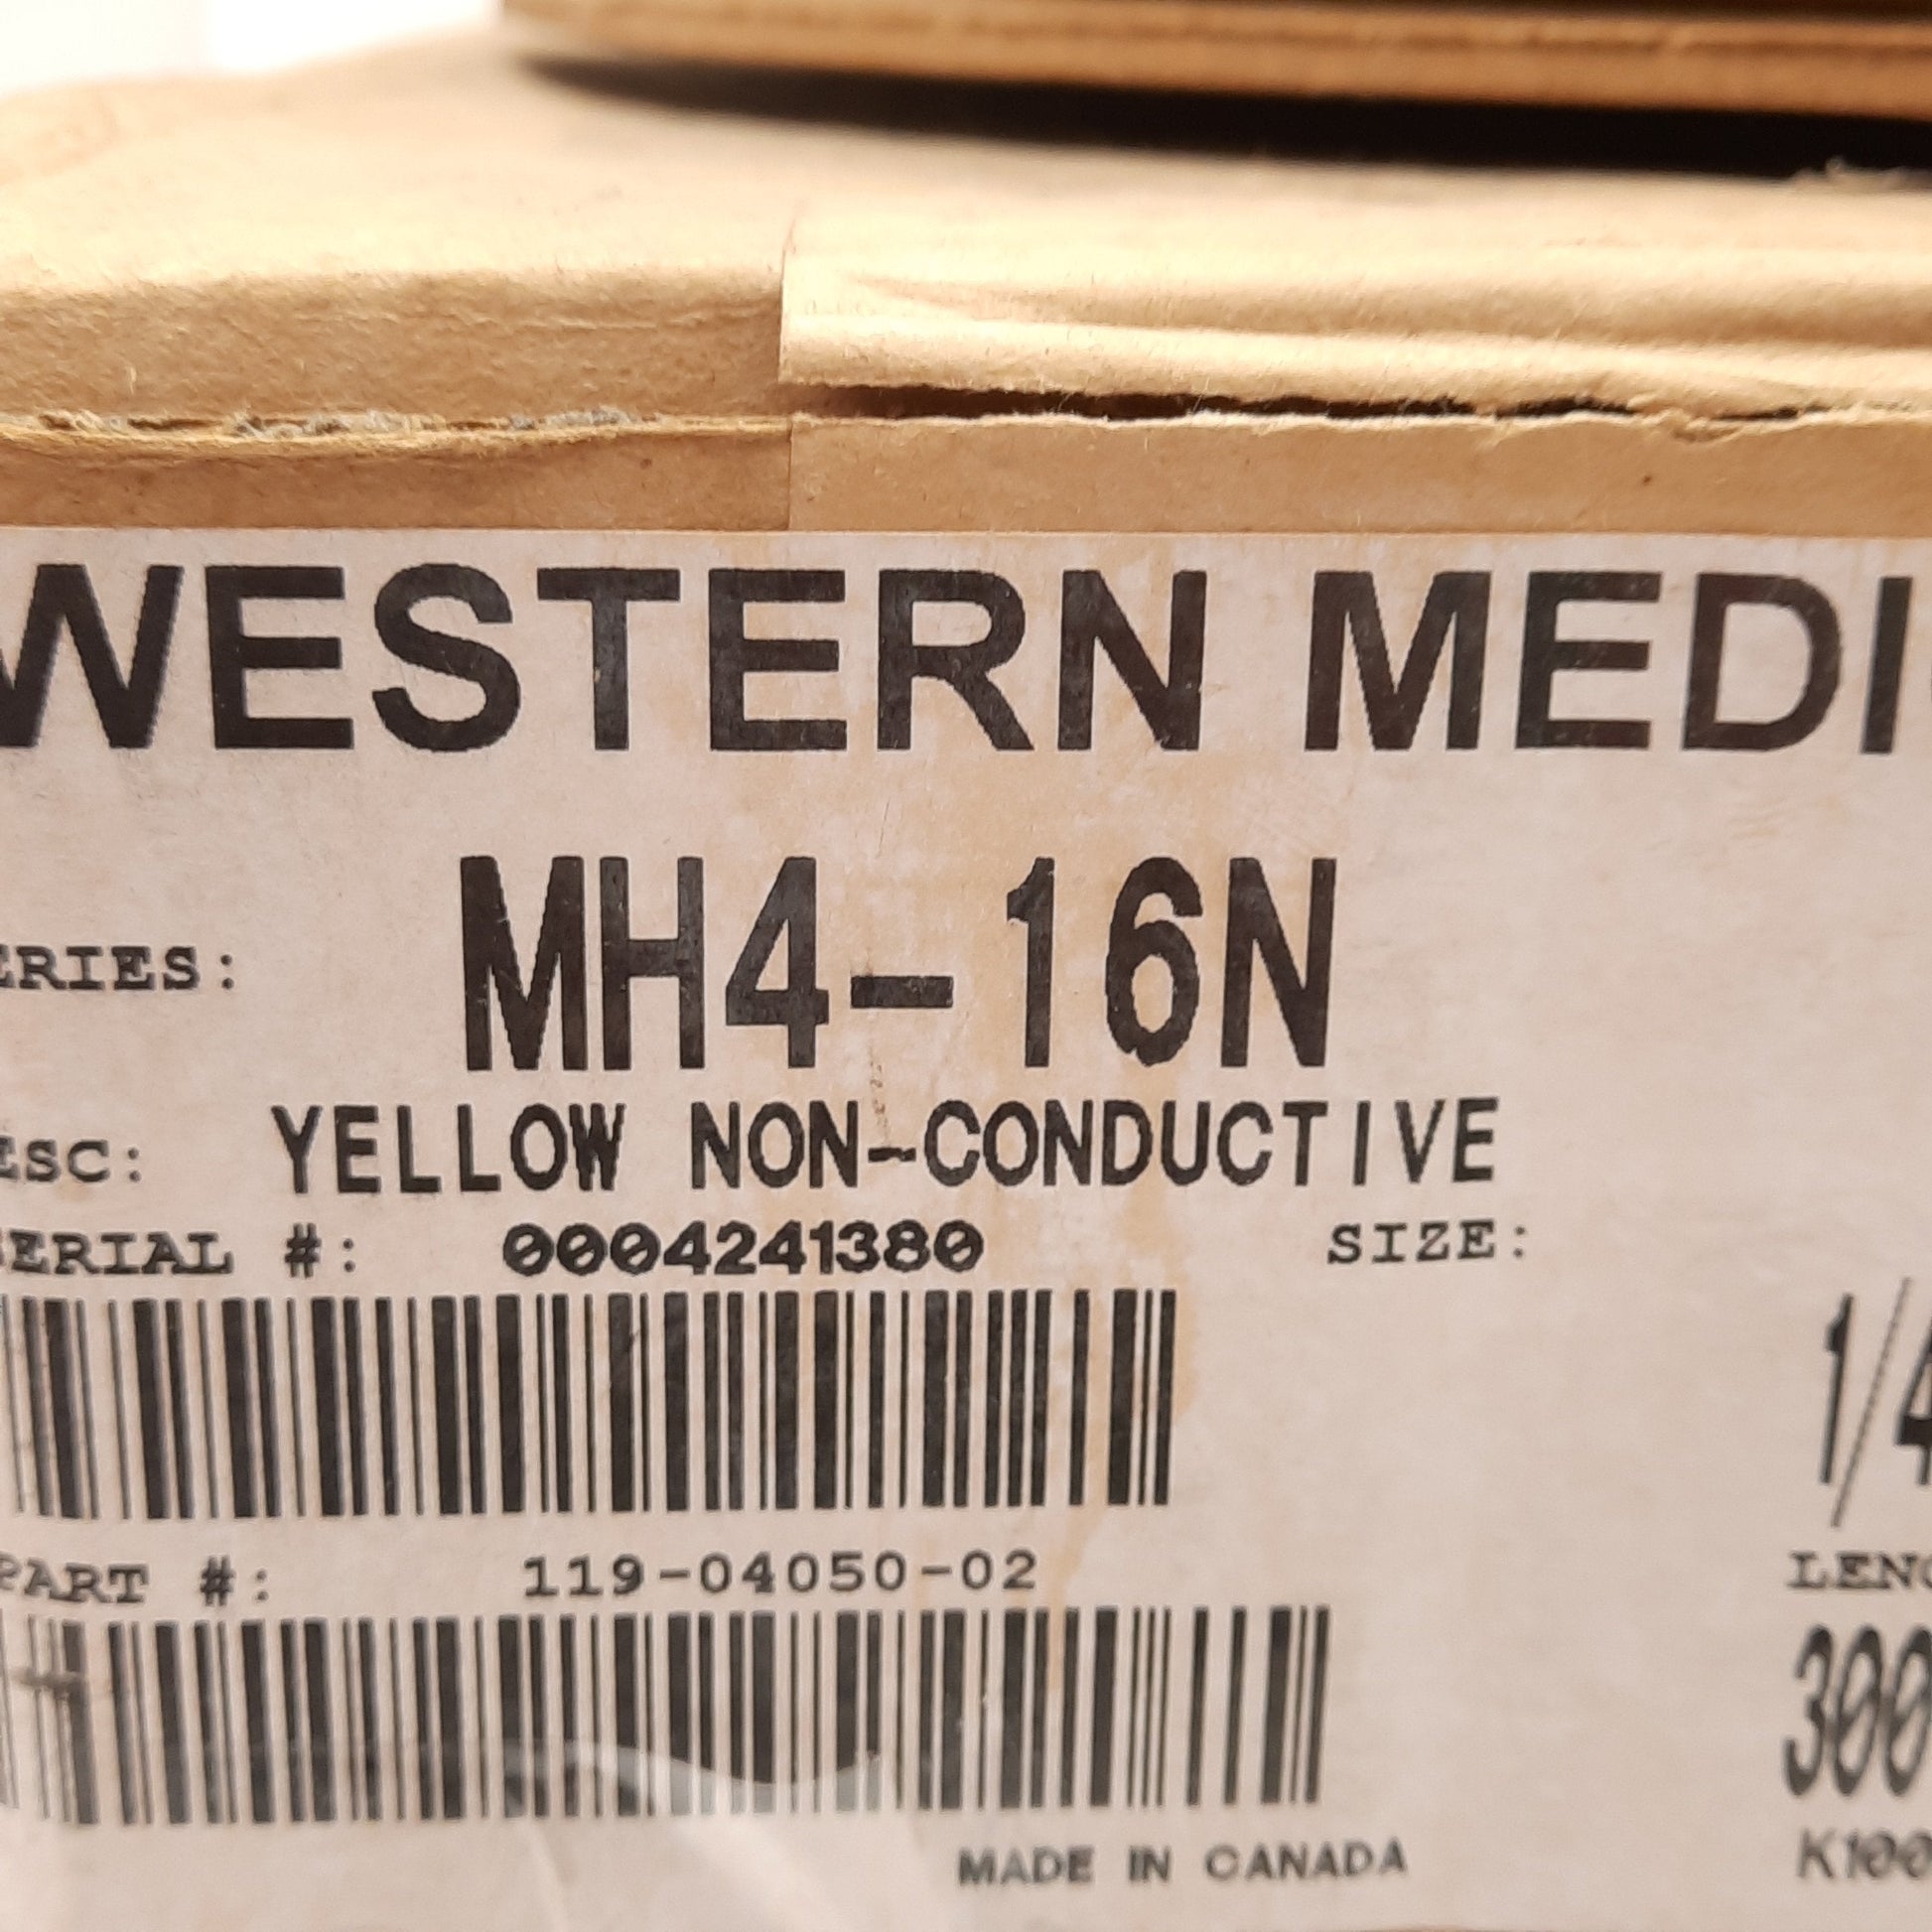 WESTERN MEDI
ERIES: MH4-16N
ESC: YELLOW NON-CONDUCTIVE
SERIAL #: 0004241380 SIZE:
1/4
PART #: 119-04050-02 LENG
300
MADE IN CANADA K100